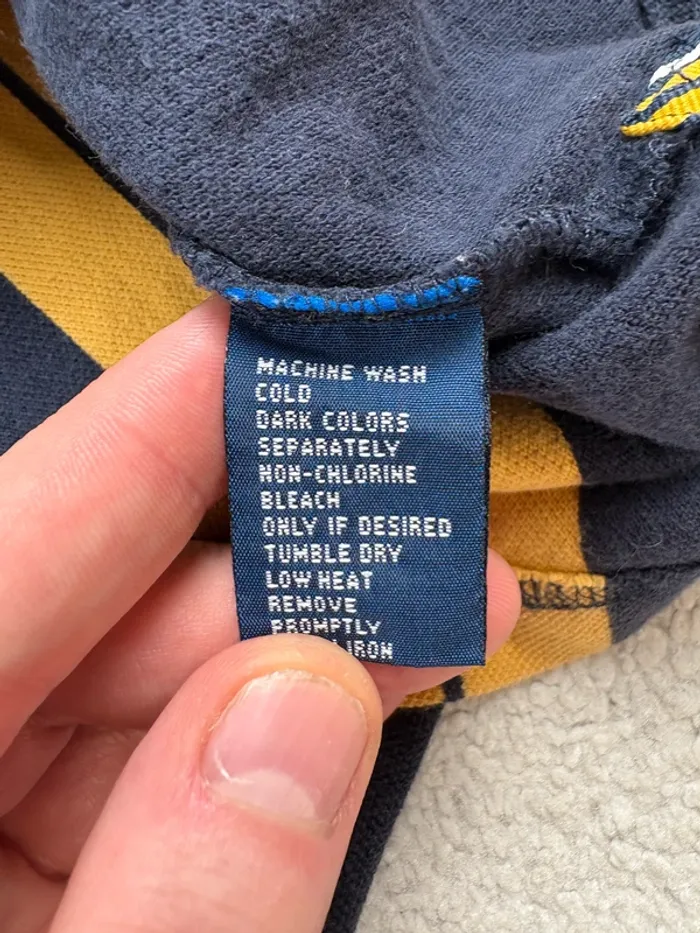 MACHINE WASH
COLD
DARK COLORS
SEPARATELY
NON-CHLORINE
BLEACH
ONLY IF DESIRED
TUMBLE DRY
LOW HEAT
REMOVE
PROMPTLY
IRON